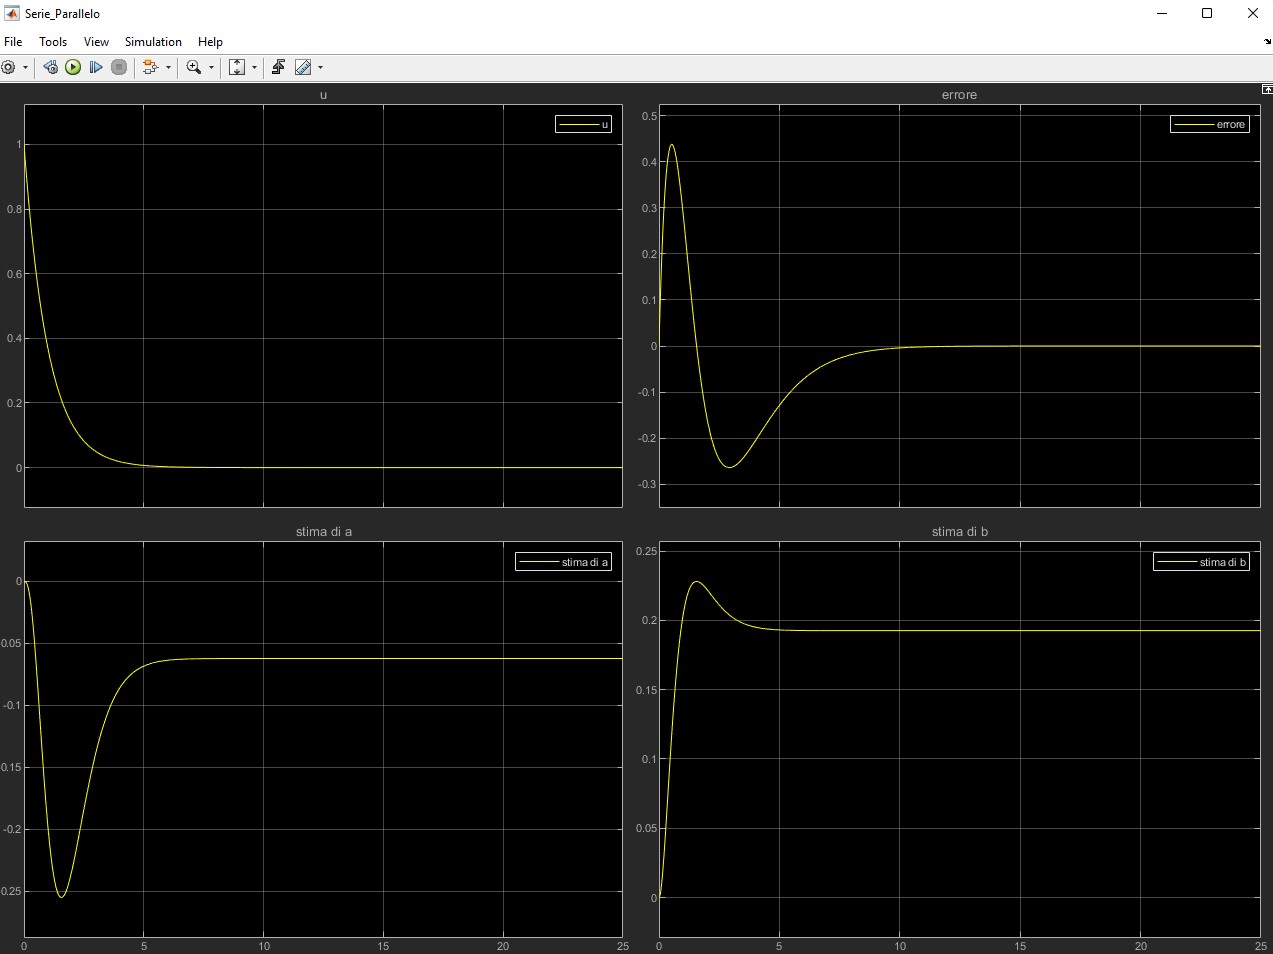 Serie_Parallelo
File Tools View Simulation Help
u
u
1
0.8
0.6
0.4
0.2
0
errore
errore
0.5
0.4
0.3
0.2
0.1
0
-0.1
-0.2
-0.3
stima di a
stima di a
0
0.05
-0.1
0.15
-0.2
0.25
0 5 10 15 20 25
stima di b
stima di b
0.25
0.2
0.15
0.1
0.05
0
0 5 10 15 20 25